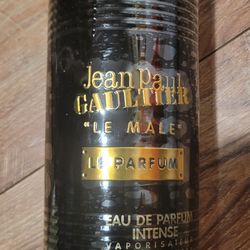 Jean Paul
GAULTIER
"LE MALE"
LE PARFUM
EAU DE PARFUM
INTENSE
VAPORISATEUR